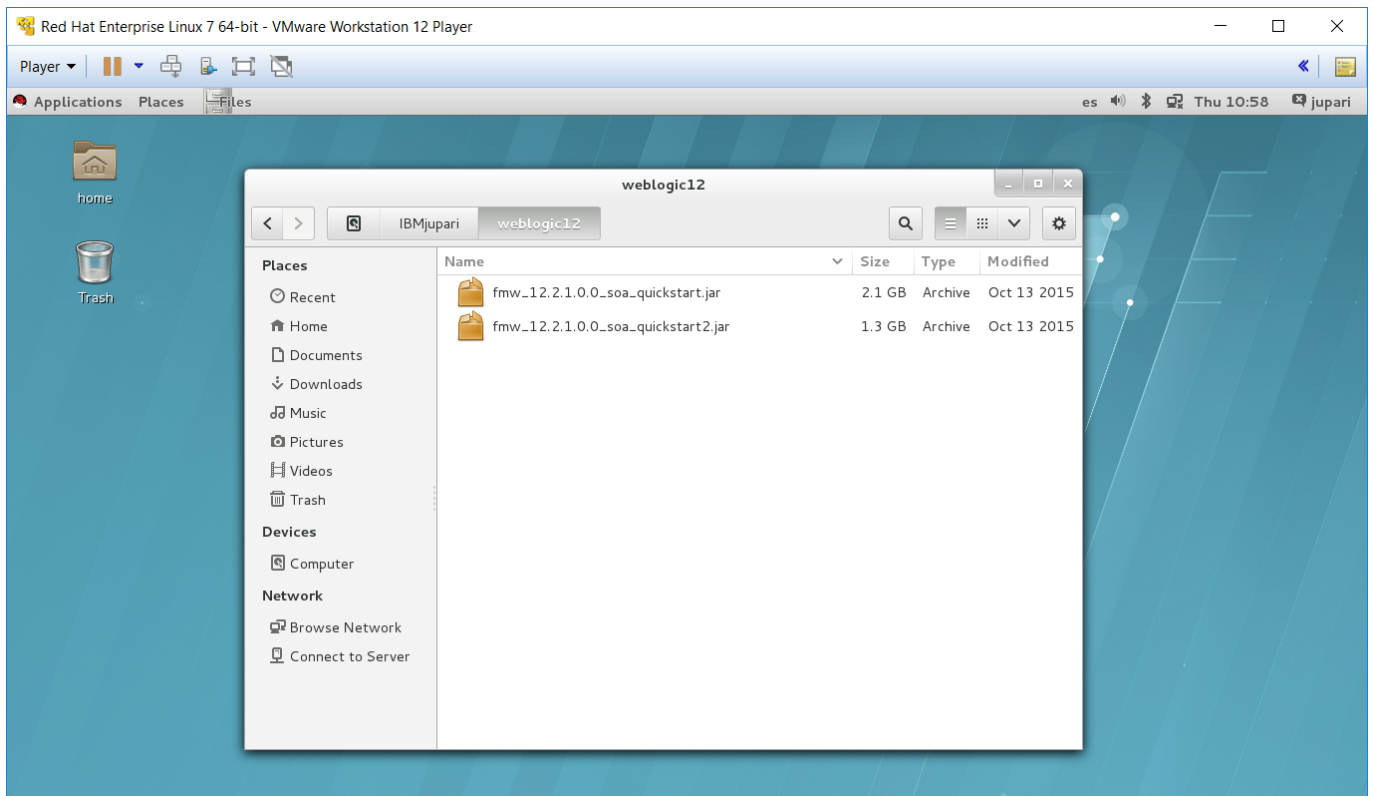 Red Hat Enterprise Linux 7 64-bit - VMware Workstation 12 Player
Player
Applications Places Files es Thu 10:58 jupari
home
Trash
weblogic12
IBMjupari weblogic12
Places
Recent
Home
Documents
Downloads
Music
Pictures
Videos
Trash
Devices
Computer
Network
Browse Network
Connect to Server
Name Size Type Modified
fmw_12.2.1.0.0_soa_quickstart.jar 2.1 GB Archive Oct 13 2015
fmw_12.2.1.0.0_soa_quickstart2.jar 1.3 GB Archive Oct 13 2015